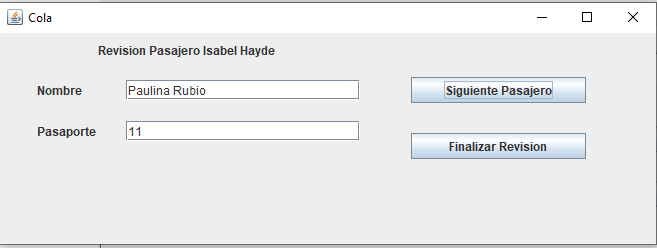 Cola
Revision Pasajero Isabel Hayde
Nombre
Paulina Rubio
Siguiente Pasajero
Pasaporte
11
Finalizar Revision